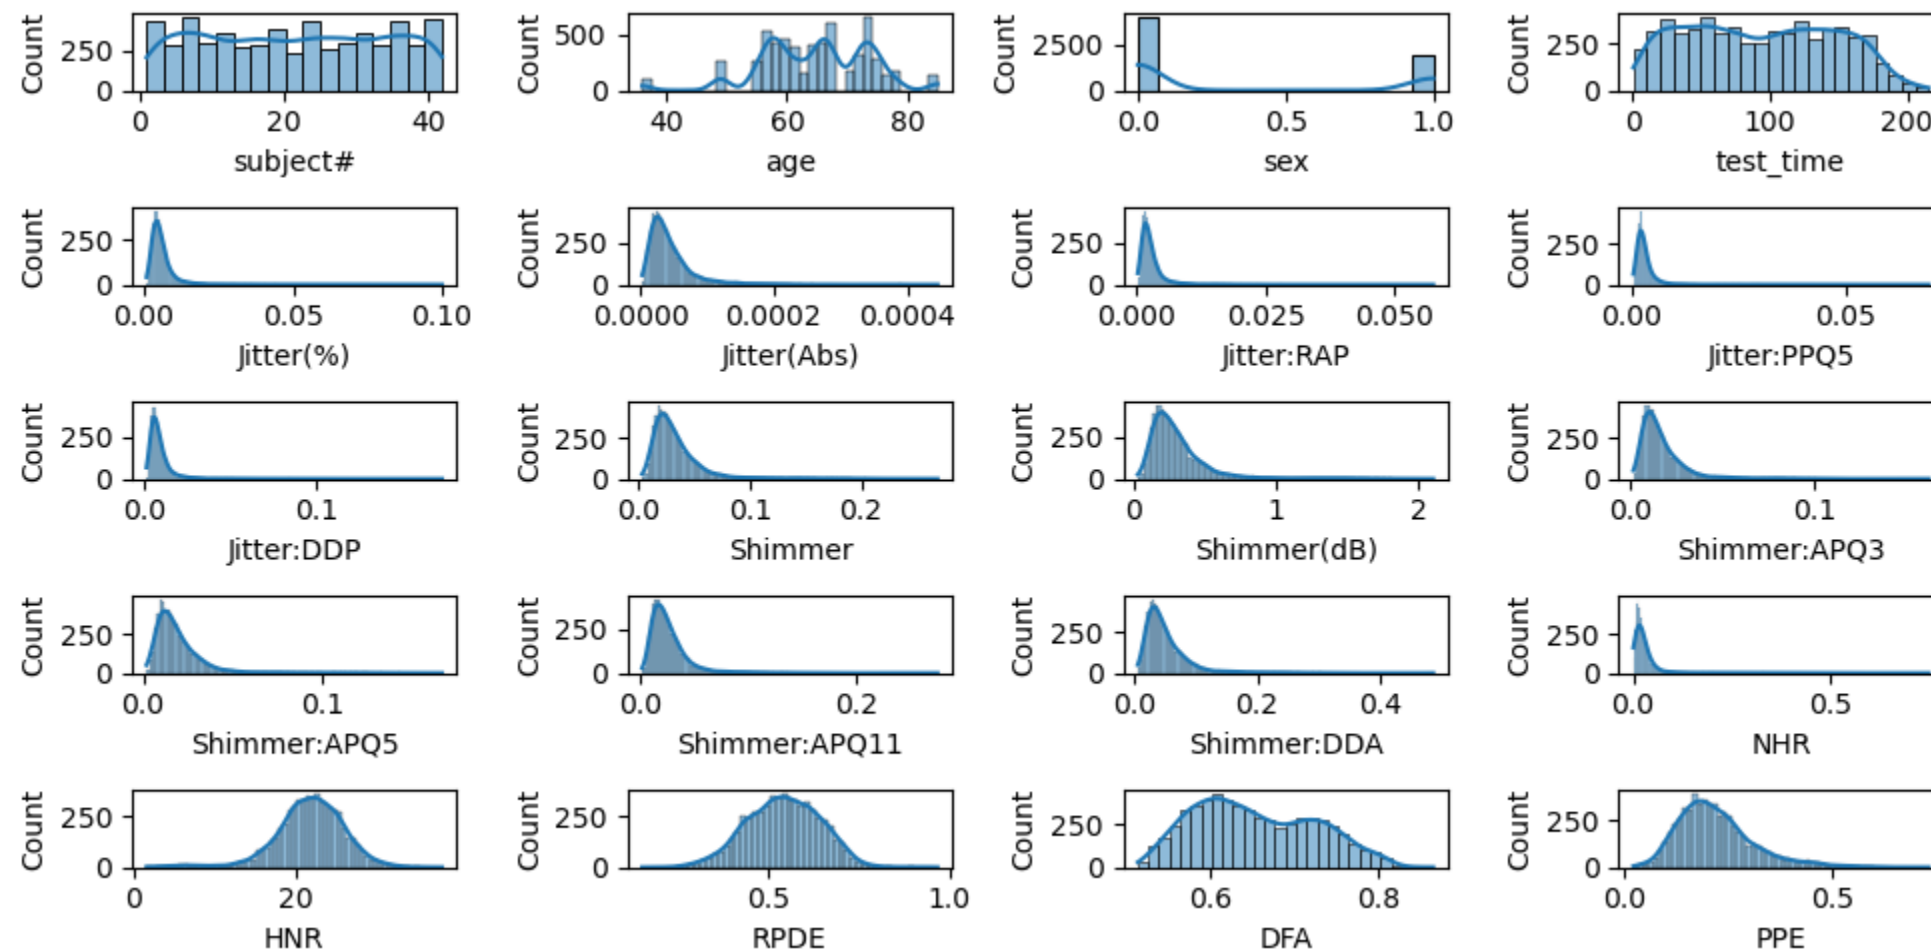 Count Count Count Count
250 500 2500 250
0 0 0 0
0 20 40 40 60 80 0.0 0.5 1.0 0 100 200
subject# age sex test_time
Count Count Count Count
250 250 250 250
0 0 0 0
0.00 0.05 0.10 0.0000 0.0002 0.0004 0.000 0.025 0.050 0.00 0.05
Jitter(%) Jitter(Abs) Jitter:RAP Jitter:PPQ5
Count Count Count Count
250 250 250 250
0 0 0 0
0.0 0.1 0.0 0.1 0.2 0 1 2 0.0 0.1
Jitter:DDP Shimmer Shimmer(dB) Shimmer:APQ3
Count Count Count Count
250 250 250 250
0 0 0 0
0.0 0.1 0.0 0.2 0.0 0.2 0.4 0.0 0.5
Shimmer:APQ5 Shimmer:APQ11 Shimmer:DDA NHR
Count Count Count Count
250 250 250 250
0 0 0 0
0 20 0.5 1.0 0.6 0.8 0.0 0.5
HNR RPDE DFA PPE